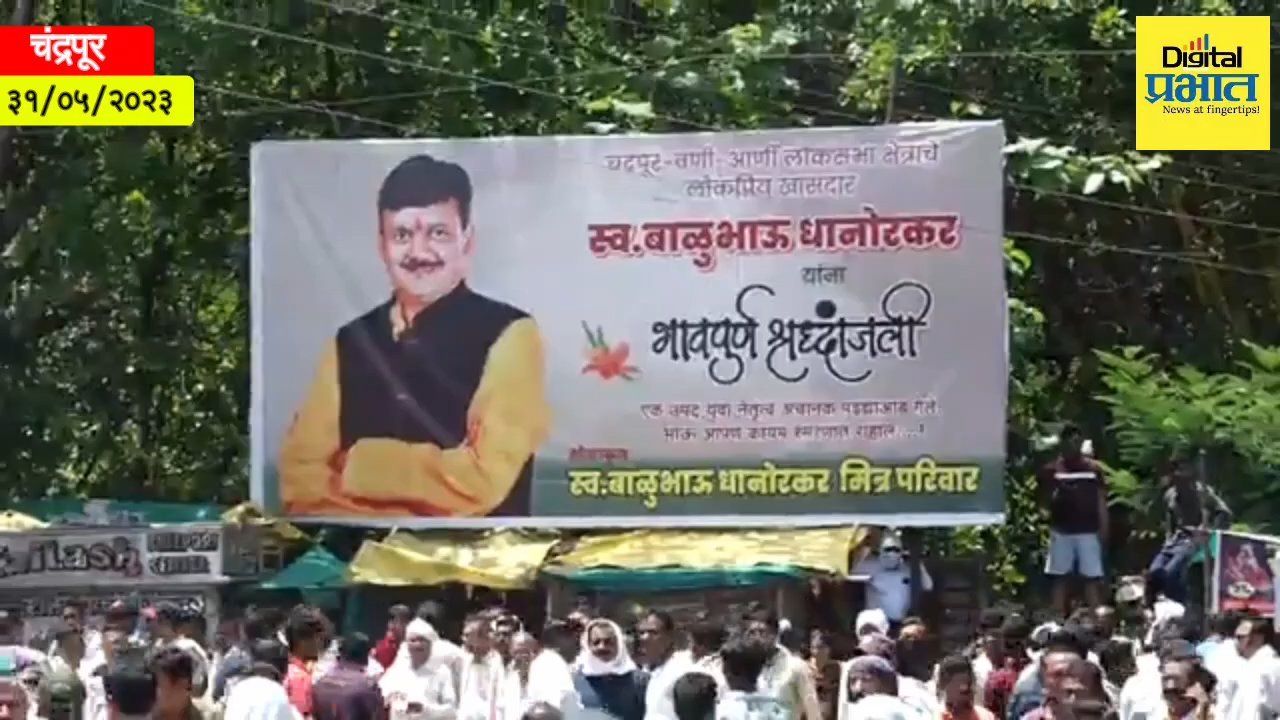 चंद्रपूर
३१/०५/२०२३
Digital
प्रभात
News at fingertips!
चंद्रपूर-वणी- आर्णी लोकसभा क्षेत्राचे
लोकप्रिय खासदार
स्व.बाळुभाऊ धानोरकर
यांना
भावपुर्ण श्रध्दांजली
एक उमदं युवा नेतृत्व अचानक पडद्याआड गेले
भाऊ आपण कायम स्मरणात राहाल....!
शोकाकुल
स्व.बाळुभाऊ धानोरकर मित्र परिवार